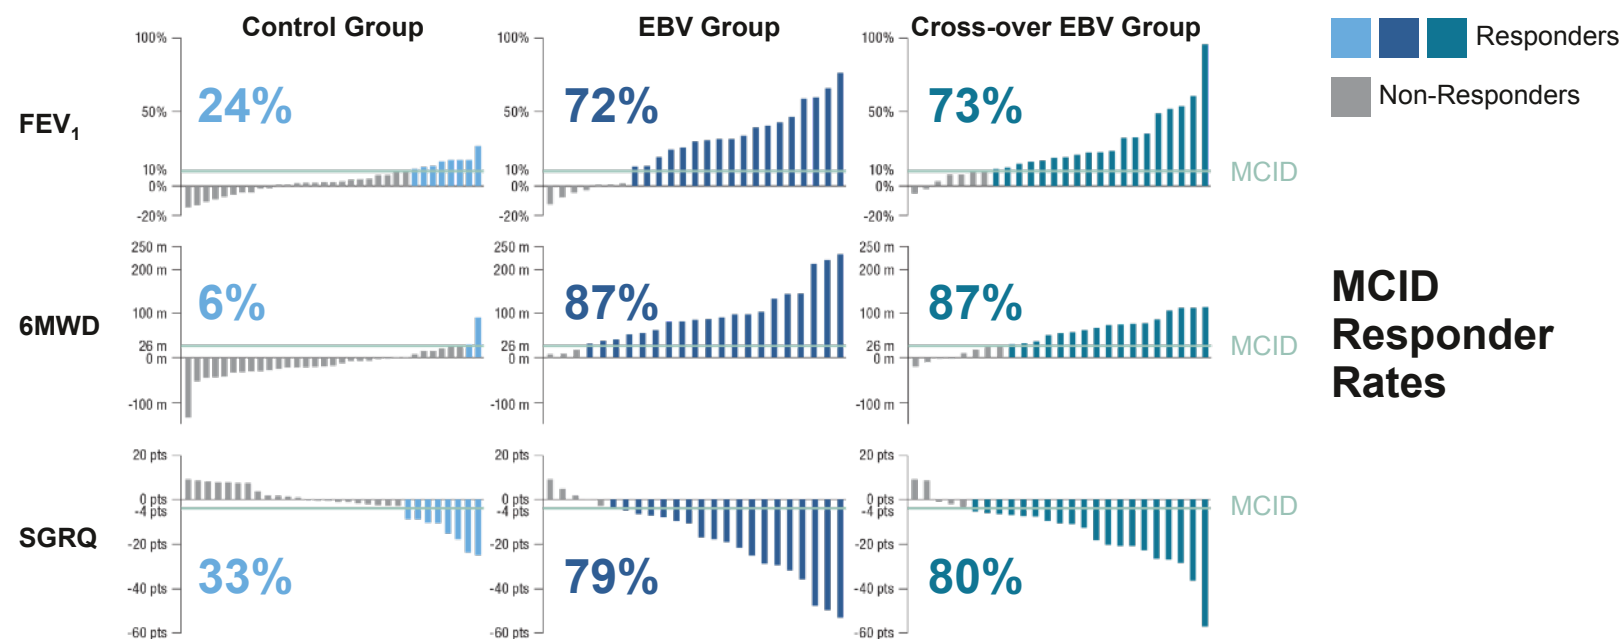 Control Group
EBV Group
Cross-over EBV Group
Responders
Non-Responders
FEV1
100%
50%
10%
0%
-20%
24%
100%
50%
10%
0%
-20%
72%
100%
50%
10%
0%
-20%
73%
MCID
6MWD
250 m
200 m
100 m
26 m
0 m
-100 m
6%
250 m
200 m
100 m
26 m
0 m
-100 m
87%
250 m
200 m
100 m
26 m
0 m
-100 m
87%
MCID
MCID
Responder
Rates
SGRQ
20 pts
0 pts
-4 pts
-20 pts
-40 pts
-60 pts
33%
20 pts
0 pts
-4 pts
-20 pts
-40 pts
-60 pts
79%
20 pts
0 pts
-4 pts
-20 pts
-40 pts
-60 pts
80%
MCID